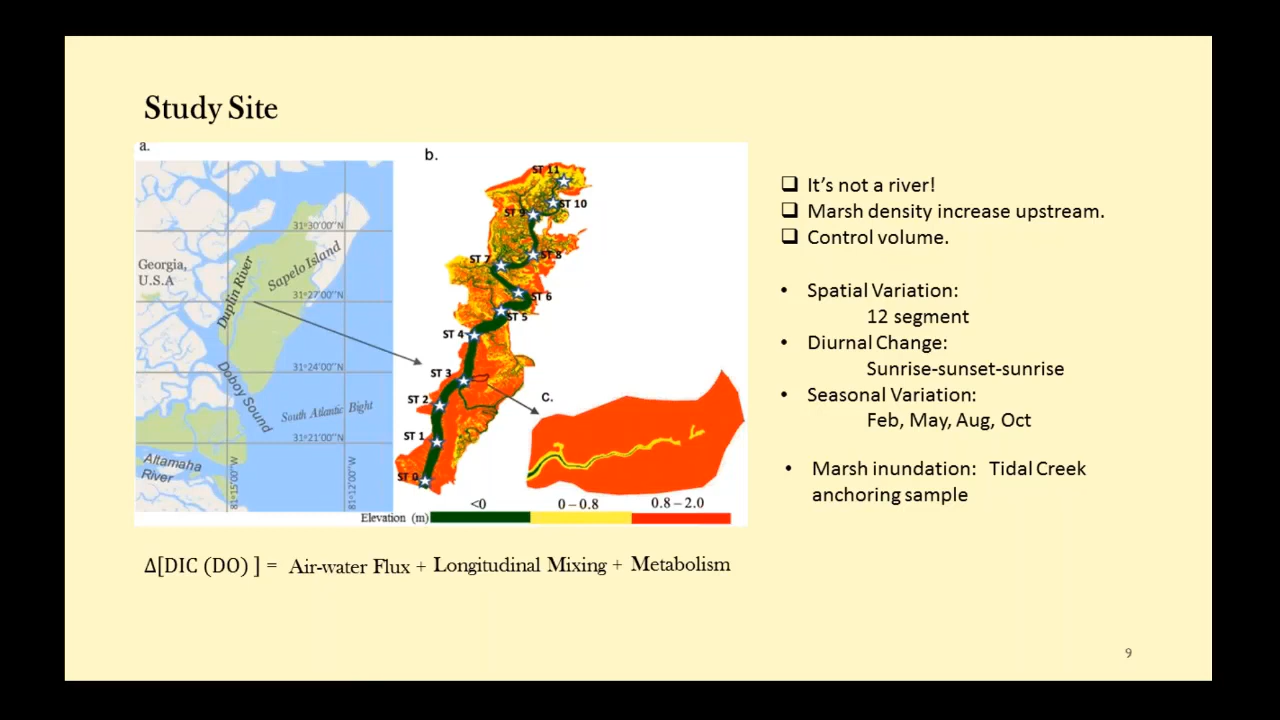 Study Site
a.
31°30'00"N
Georgia,
U.S.A
Duplin River
Sapelo Island
31°27'00"N
31°24'00"N
Doboy Sound
South Atlantic Bight
31°21'00"N
Altamaha
River
81°15'00"W
81°12'00"W
b.
ST 11
ST 10
ST 9
ST 8
ST 7
ST 6
ST 5
ST 4
ST 3
ST 2
ST 1
ST 0
c.
<0
0 – 0.8
0.8 – 2.0
Elevation (m)
❑ It's not a river!
❑ Marsh density increase upstream.
❑ Control volume.
• Spatial Variation:
12 segment
• Diurnal Change:
Sunrise-sunset-sunrise
• Seasonal Variation:
Feb, May, Aug, Oct
• Marsh inundation: Tidal Creek
anchoring sample
Δ[DIC (DO) ] = Air-water Flux + Longitudinal Mixing + Metabolism
9